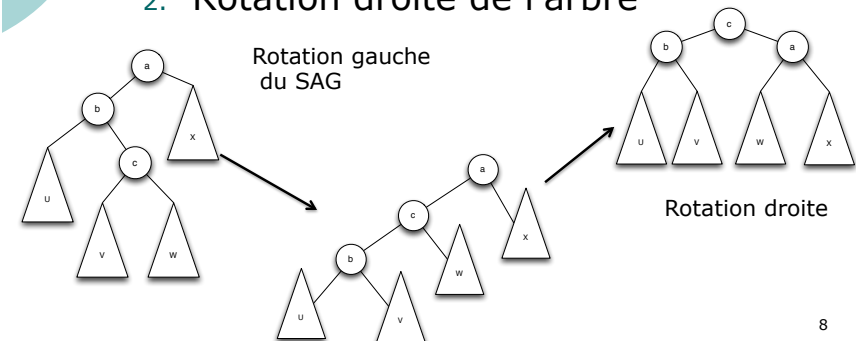 2. Rotation droite de l'arbre
Rotation gauche
du SAG
a
b
c
X
U
V
W
a
c
b
X
W
U
V
c
b
a
U
V
W
X
Rotation droite
8